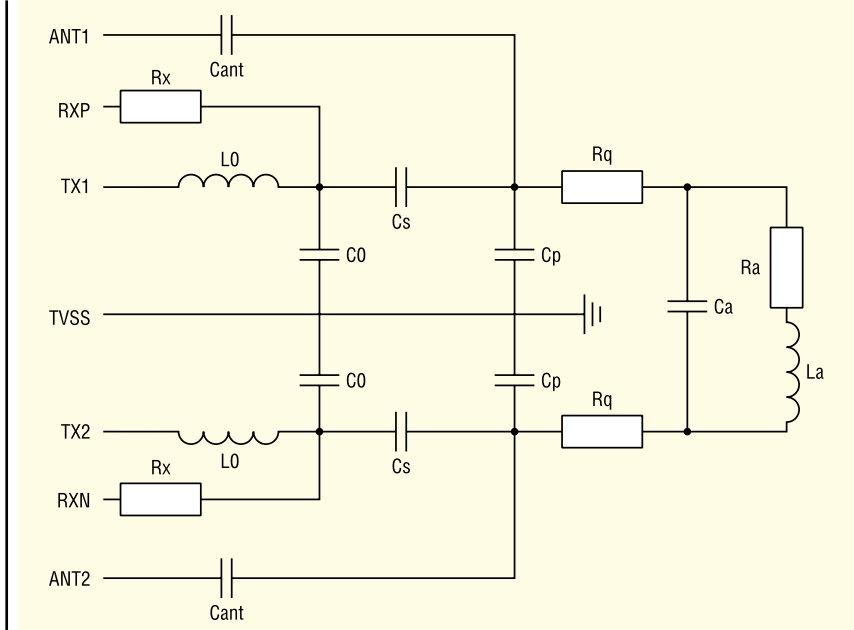 ANT1
Cant
Rx
RXP
L0
Rq
TX1
Cs
C0
Cp
Ra
Ca
TVSS
La
C0
Cp
Rq
TX2
L0
Cs
Rx
RXN
ANT2
Cant